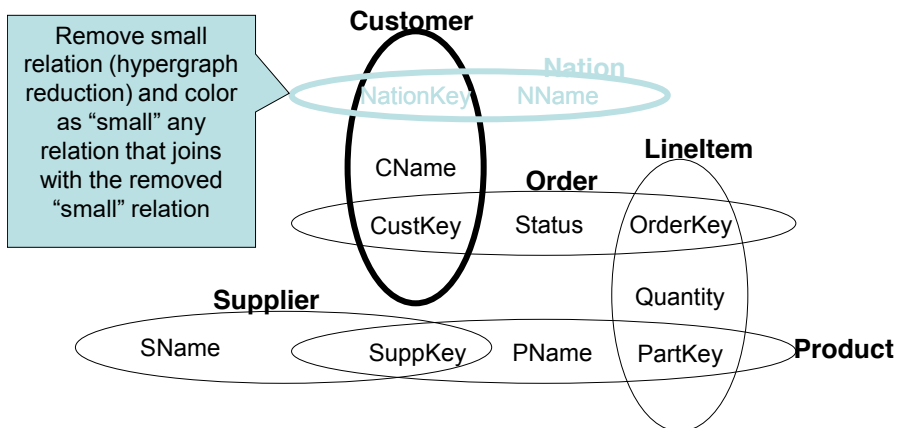 Remove small
relation (hypergraph
reduction) and color
as “small” any
relation that joins
with the removed
“small” relation
Customer
Nation
NationKey NName
LineItem
CName
Order
CustKey Status OrderKey
Quantity
Supplier
SName SuppKey PName PartKey Product